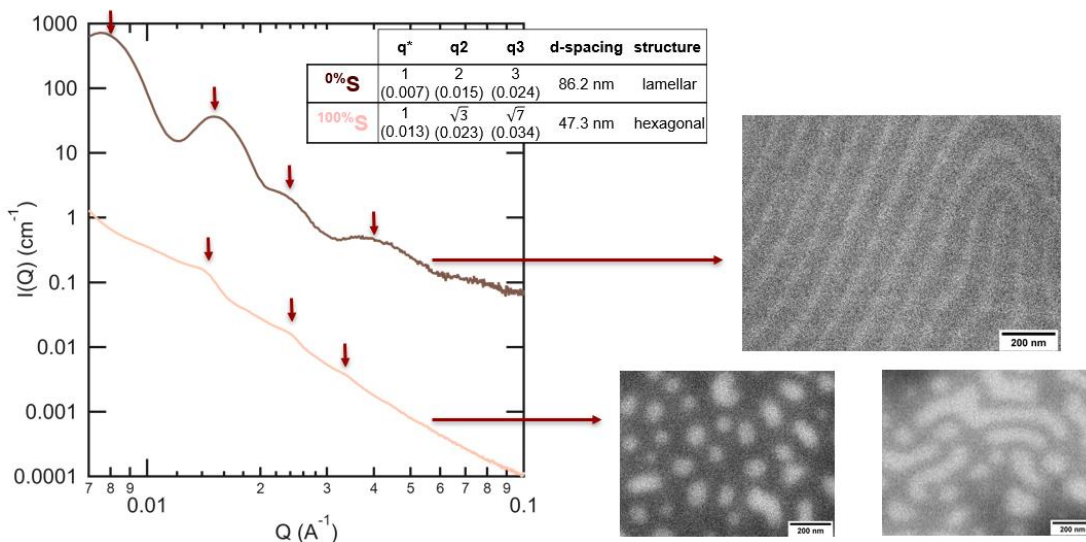 1000
100
10
1
0.1
0.01
0.001
0.0001
I(Q) (cm⁻¹)
7 8 9 2 3 4 5 6 7 8 9
0.01 0.1
Q (A⁻¹)
q* q2 q3 d-spacing structure
0%S 1 (0.007) 2 (0.015) 3 (0.024) 86.2 nm lamellar
100%S 1 (0.013) √3 (0.023) √7 (0.034) 47.3 nm hexagonal
200 nm
200 nm
200 nm